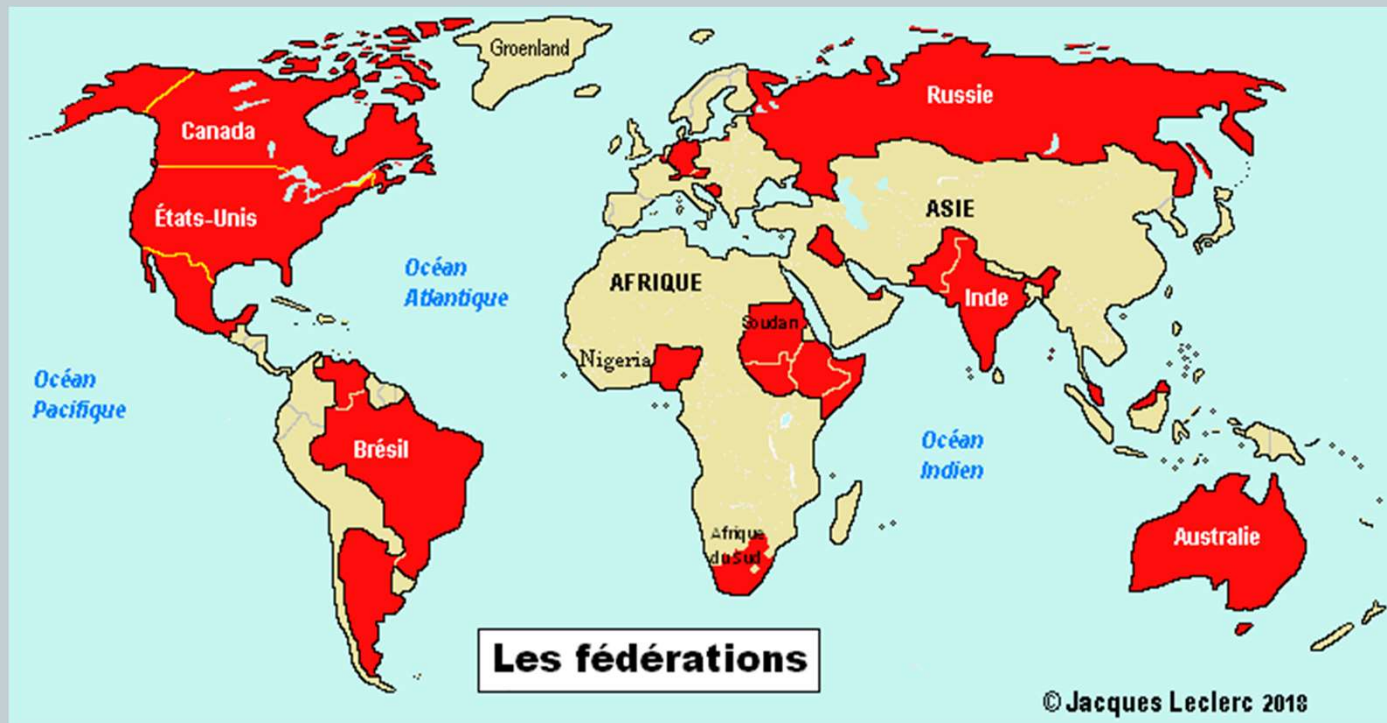 Groenland
Canada
Russie
États-Unis
ASIE
Océan
Atlantique
AFRIQUE
Inde
Soudan
Nigeria
Océan
Pacifique
Brésil
Océan
Indien
Afrique
du Sud
Australie
Les fédérations
© Jacques Leclerc 2018